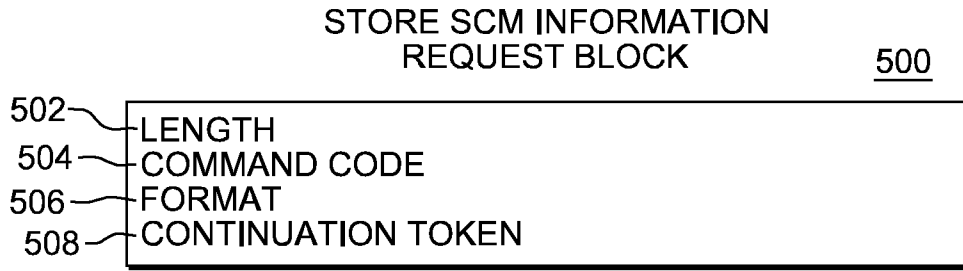 STORE SCM INFORMATION
REQUEST BLOCK
500
502 LENGTH
504 COMMAND CODE
506 FORMAT
508 CONTINUATION TOKEN